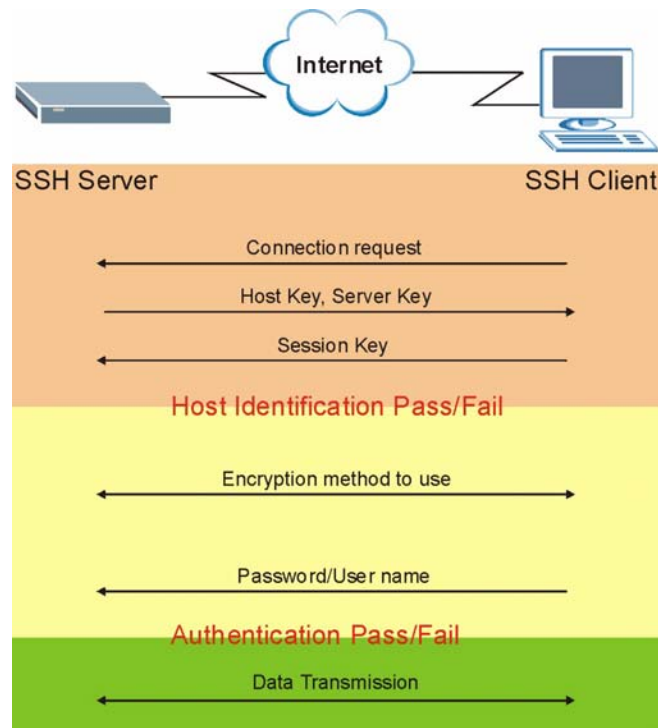 Internet
SSH Server
SSH Client
Connection request
Host Key, Server Key
Session Key
Host Identification Pass/Fail
Encryption method to use
Password/User name
Authentication Pass/Fail
Data Transmission